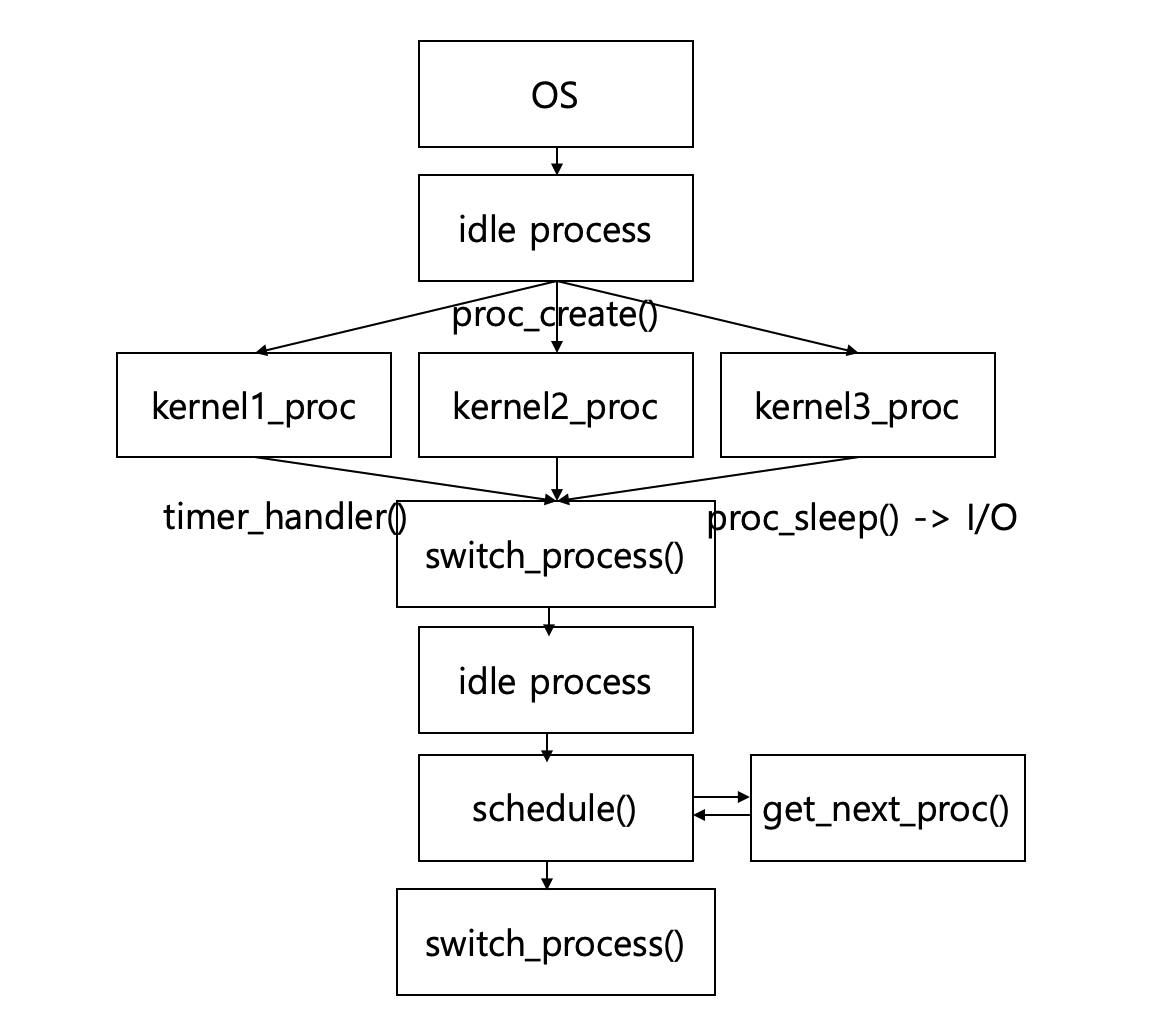 OS
idle process
proc_create()
kernel1_proc
kernel2_proc
kernel3_proc
timer_handler()
proc_sleep() -> I/O
switch_process()
idle process
schedule()
get_next_proc()
switch_process()